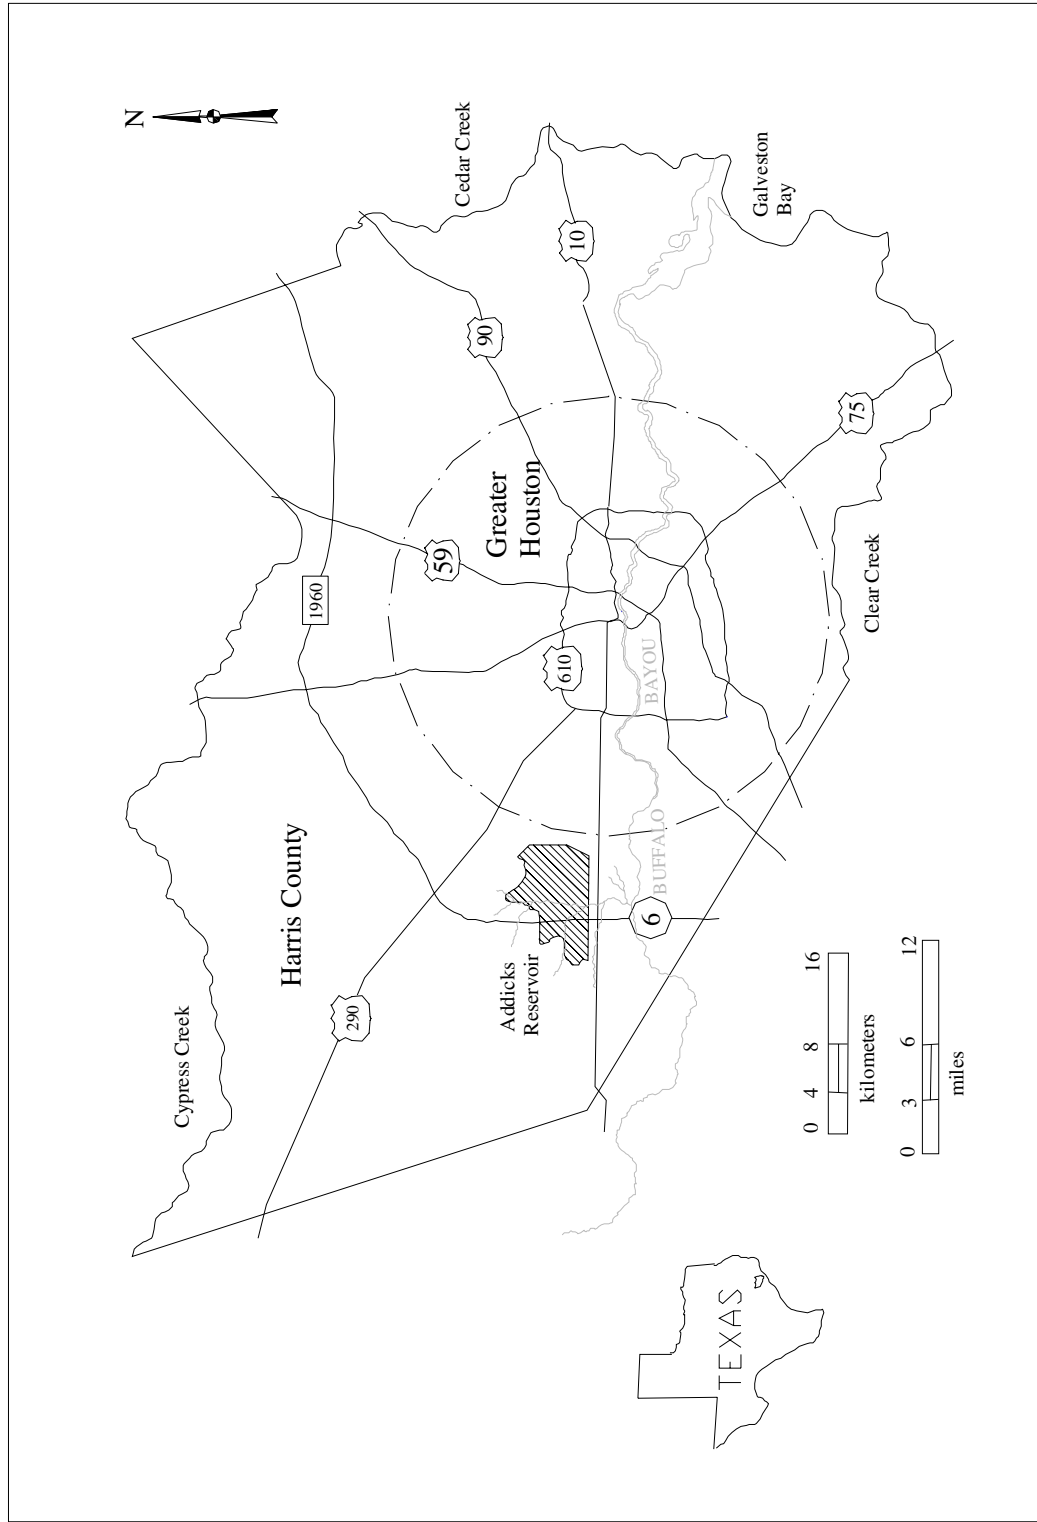 N
Cypress Creek
Cedar Creek
Harris County
1960
59
90
290
Greater
Houston
10
610
Addicks
Reservoir
BUFFALO
BAYOU
6
Galveston
Bay
75
Clear Creek
0 4 8 16
kilometers
0 3 6 12
miles
TEXAS